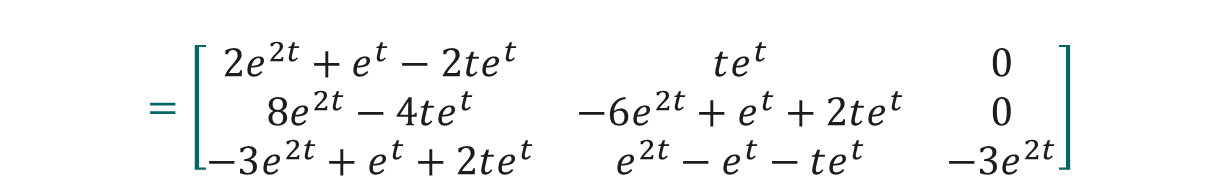 2e^{2t} + e^t − 2te^t te^t 0
= 8e^{2t} − 4te^t −6e^{2t} + e^t + 2te^t 0
−3e^{2t} + e^t + 2te^t e^{2t} − e^t − te^t −3e^{2t}